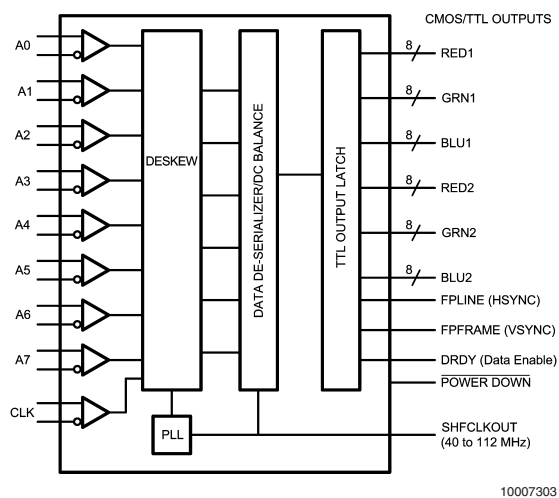 CMOS/TTL OUTPUTS
A0
A1
A2
A3
A4
A5
A6
A7
CLK
DESKEW
PLL
DATA DE-SERIALIZER/DC BALANCE
TTL OUTPUT LATCH
8 RED1
8 GRN1
8 BLU1
8 RED2
8 GRN2
8 BLU2
FPLINE (HSYNC)
FPFRAME (VSYNC)
DRDY (Data Enable)
POWER DOWN
SHFCLKOUT
(40 to 112 MHz)
10007303